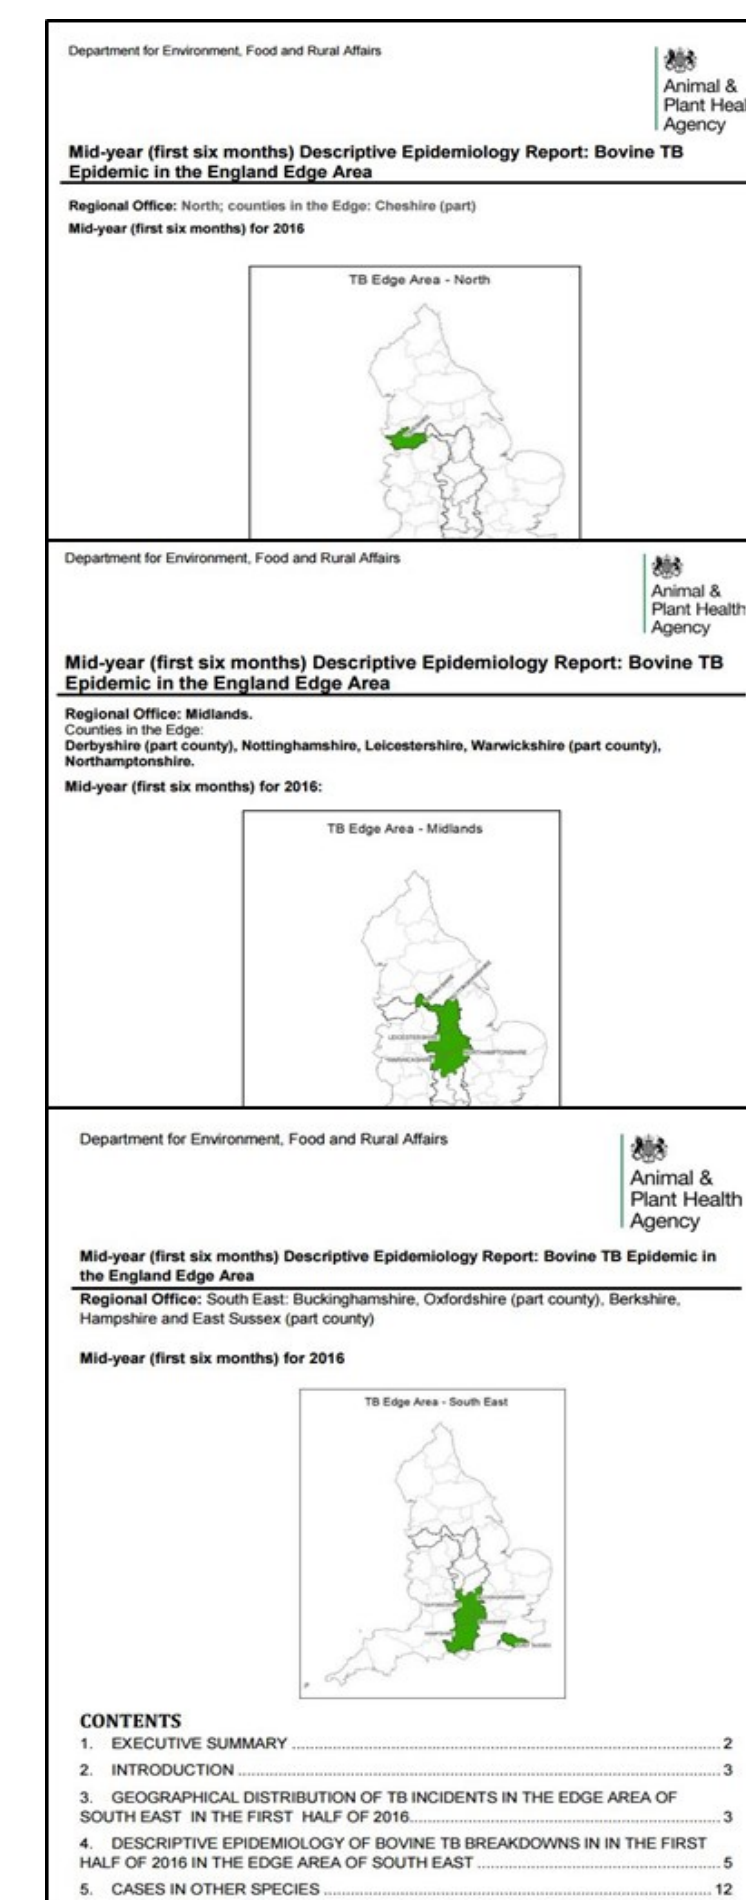 Department for Environment, Food and Rural Affairs
Animal &
Plant Heal
Agency
Mid-year (first six months) Descriptive Epidemiology Report: Bovine TB
Epidemic in the England Edge Area
Regional Office: North; counties in the Edge: Cheshire (part)
Mid-year (first six months) for 2016
TB Edge Area - North
Department for Environment, Food and Rural Affairs
Animal &
Plant Health
Agency
Mid-year (first six months) Descriptive Epidemiology Report: Bovine TB
Epidemic in the England Edge Area
Regional Office: Midlands.
Counties in the Edge:
Derbyshire (part county), Nottinghamshire, Leicestershire, Warwickshire (part county),
Northamptonshire.
Mid-year (first six months) for 2016:
TB Edge Area - Midlands
LEICESTERSHIRE
NORTHAMPTONSHIRE
WARWICKSHIRE
Department for Environment, Food and Rural Affairs
Animal &
Plant Health
Agency
Mid-year (first six months) Descriptive Epidemiology Report: Bovine TB Epidemic in
the England Edge Area
Regional Office: South East: Buckinghamshire, Oxfordshire (part county), Berkshire,
Hampshire and East Sussex (part county)
Mid-year (first six months) for 2016
TB Edge Area - South East
HAMPSHIRE
EAST SUSSEX
CONTENTS
1. EXECUTIVE SUMMARY ... 2
2. INTRODUCTION ... 3
3. GEOGRAPHICAL DISTRIBUTION OF TB INCIDENTS IN THE EDGE AREA OF
SOUTH EAST IN THE FIRST HALF OF 2016... 3
4. DESCRIPTIVE EPIDEMIOLOGY OF BOVINE TB BREAKDOWNS IN IN THE FIRST
HALF OF 2016 IN THE EDGE AREA OF SOUTH EAST ... 5
5. CASES IN OTHER SPECIES ... 12